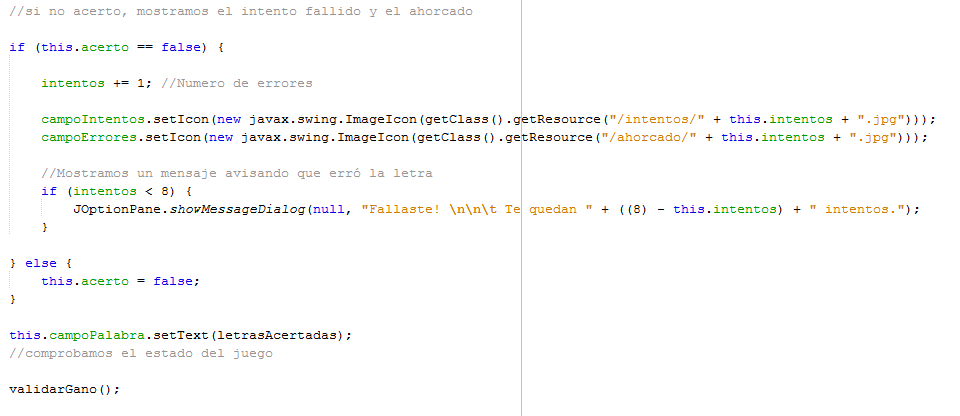 //si no acerto, mostramos el intento fallido y el ahorcado
if (this.acerto == false) {
intentos += 1; //Numero de errores
campoIntentos.setIcon(new javax.swing.ImageIcon(getClass().getResource("/intentos/" + this.intentos + ".jpg")));
campoErrores.setIcon(new javax.swing.ImageIcon(getClass().getResource("/ahorcado/" + this.intentos + ".jpg")));
//Mostramos un mensaje avisando que erró la letra
if (intentos < 8) {
JOptionPane.showMessageDialog(null, "Fallaste! \n\n\t Te quedan " + ((8) - this.intentos) + " intentos.");
}
} else {
this.acerto = false;
}
this.campoPalabra.setText(letrasAcertadas);
//comprobamos el estado del juego
validarGano();